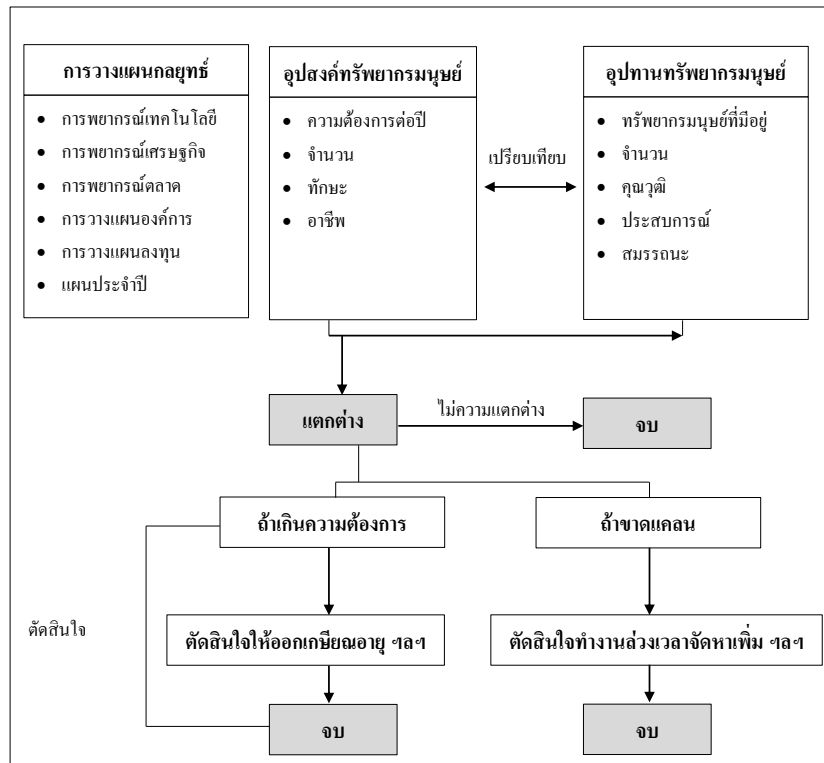 การวางแผนกลยุทธ์
การพยากรณ์เทคโนโลยี
การพยากรณ์เศรษฐกิจ
การพยากรณ์ตลาด
การวางแผนองค์การ
การวางแผนลงทุน
แผนประจำปี
อุปสงค์ทรัพยากรมนุษย์
ความต้องการต่อปี
จำนวน
ทักษะ
อาชีพ
เปรียบเทียบ
อุปทานทรัพยากรมนุษย์
ทรัพยากรมนุษย์ที่มีอยู่
จำนวน
คุณวุฒิ
ประสบการณ์
สมรรถนะ
แตกต่าง
ไม่ความแตกต่าง
จบ
ถ้าเกินความต้องการ
ถ้าขาดแคลน
ตัดสินใจ
ตัดสินใจให้ออกเกษียณอายุ ฯลฯ
ตัดสินใจทำงานล่วงเวลาจัดหาเพิ่ม ฯลฯ
จบ
จบ